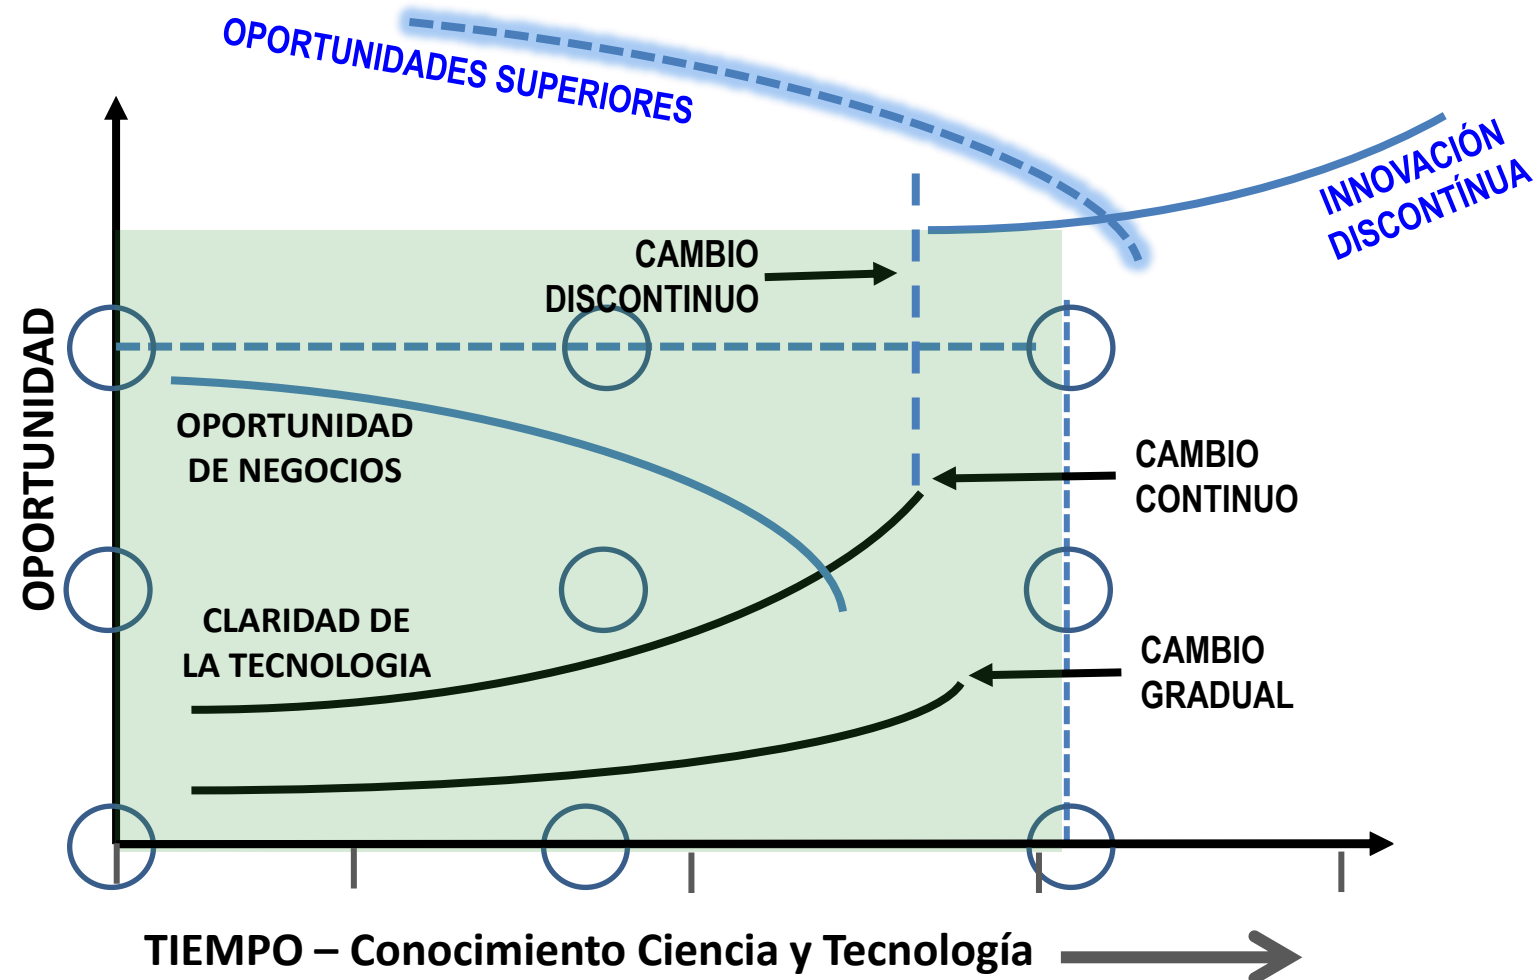 OPORTUNIDADES SUPERIORES
INNOVACIÓN
DISCONTÍNUA
CAMBIO
DISCONTINUO
OPORTUNIDAD
OPORTUNIDAD
DE NEGOCIOS
CAMBIO
CONTINUO
CLARIDAD DE
LA TECNOLOGIA
CAMBIO
GRADUAL
TIEMPO – Conocimiento Ciencia y Tecnología